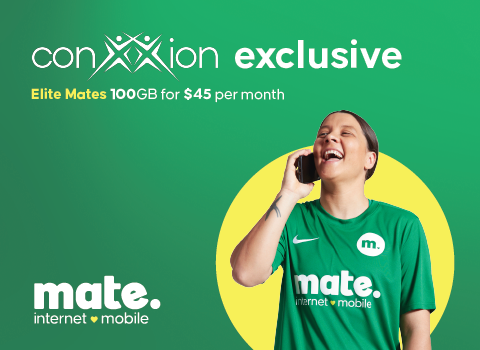 conXXion exclusive
Elite Mates 100GB for $45 per month
m.
mate.
internet mobile
mate.
internet mobile